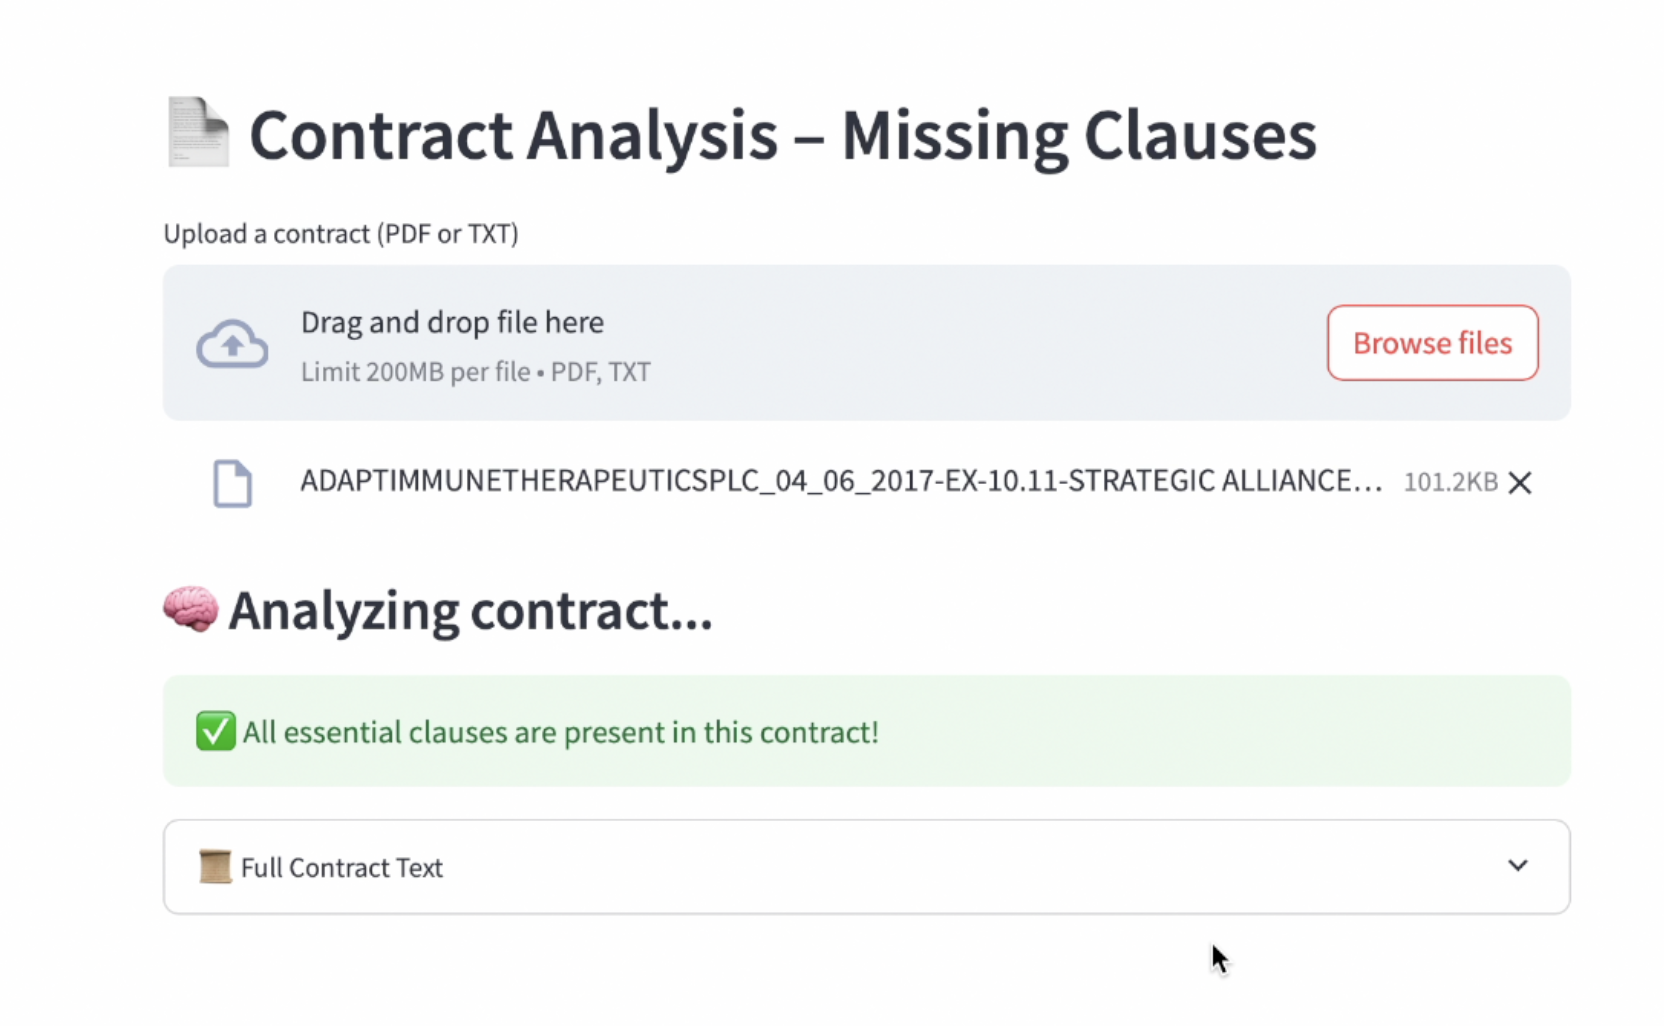 Contract Analysis – Missing Clauses
Upload a contract (PDF or TXT)
Drag and drop file here
Limit 200MB per file • PDF, TXT
Browse files
ADAPTIMMUNETHERAPEUTICSPLC_04_06_2017-EX-10.11-STRATEGIC ALLIANCE... 101.2KB
Analyzing contract...
All essential clauses are present in this contract!
Full Contract Text